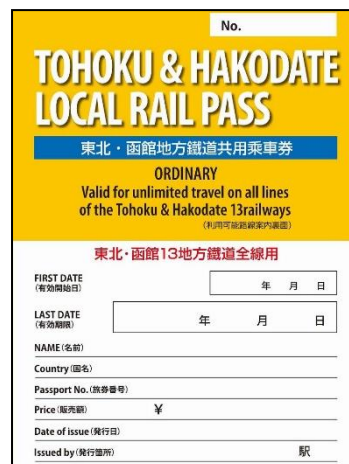 No.
TOHOKU & HAKODATE
LOCAL RAIL PASS
東北・函館地方鐵道共用乗車券
ORDINARY
Valid for unlimited travel on all lines
of the Tohoku & Hakodate 13railways
(利用可能路線案内裏面)
東北・函館13地方鐵道全線用
FIRST DATE
(有効開始日)
年 月 日
LAST DATE
(有効期限)
年 月 日
NAME (名前)
Country (国名)
Passport No. (旅券番号)
Price (販売額) ¥
Date of issue (発行日)
Issued by (発行箇所) 駅